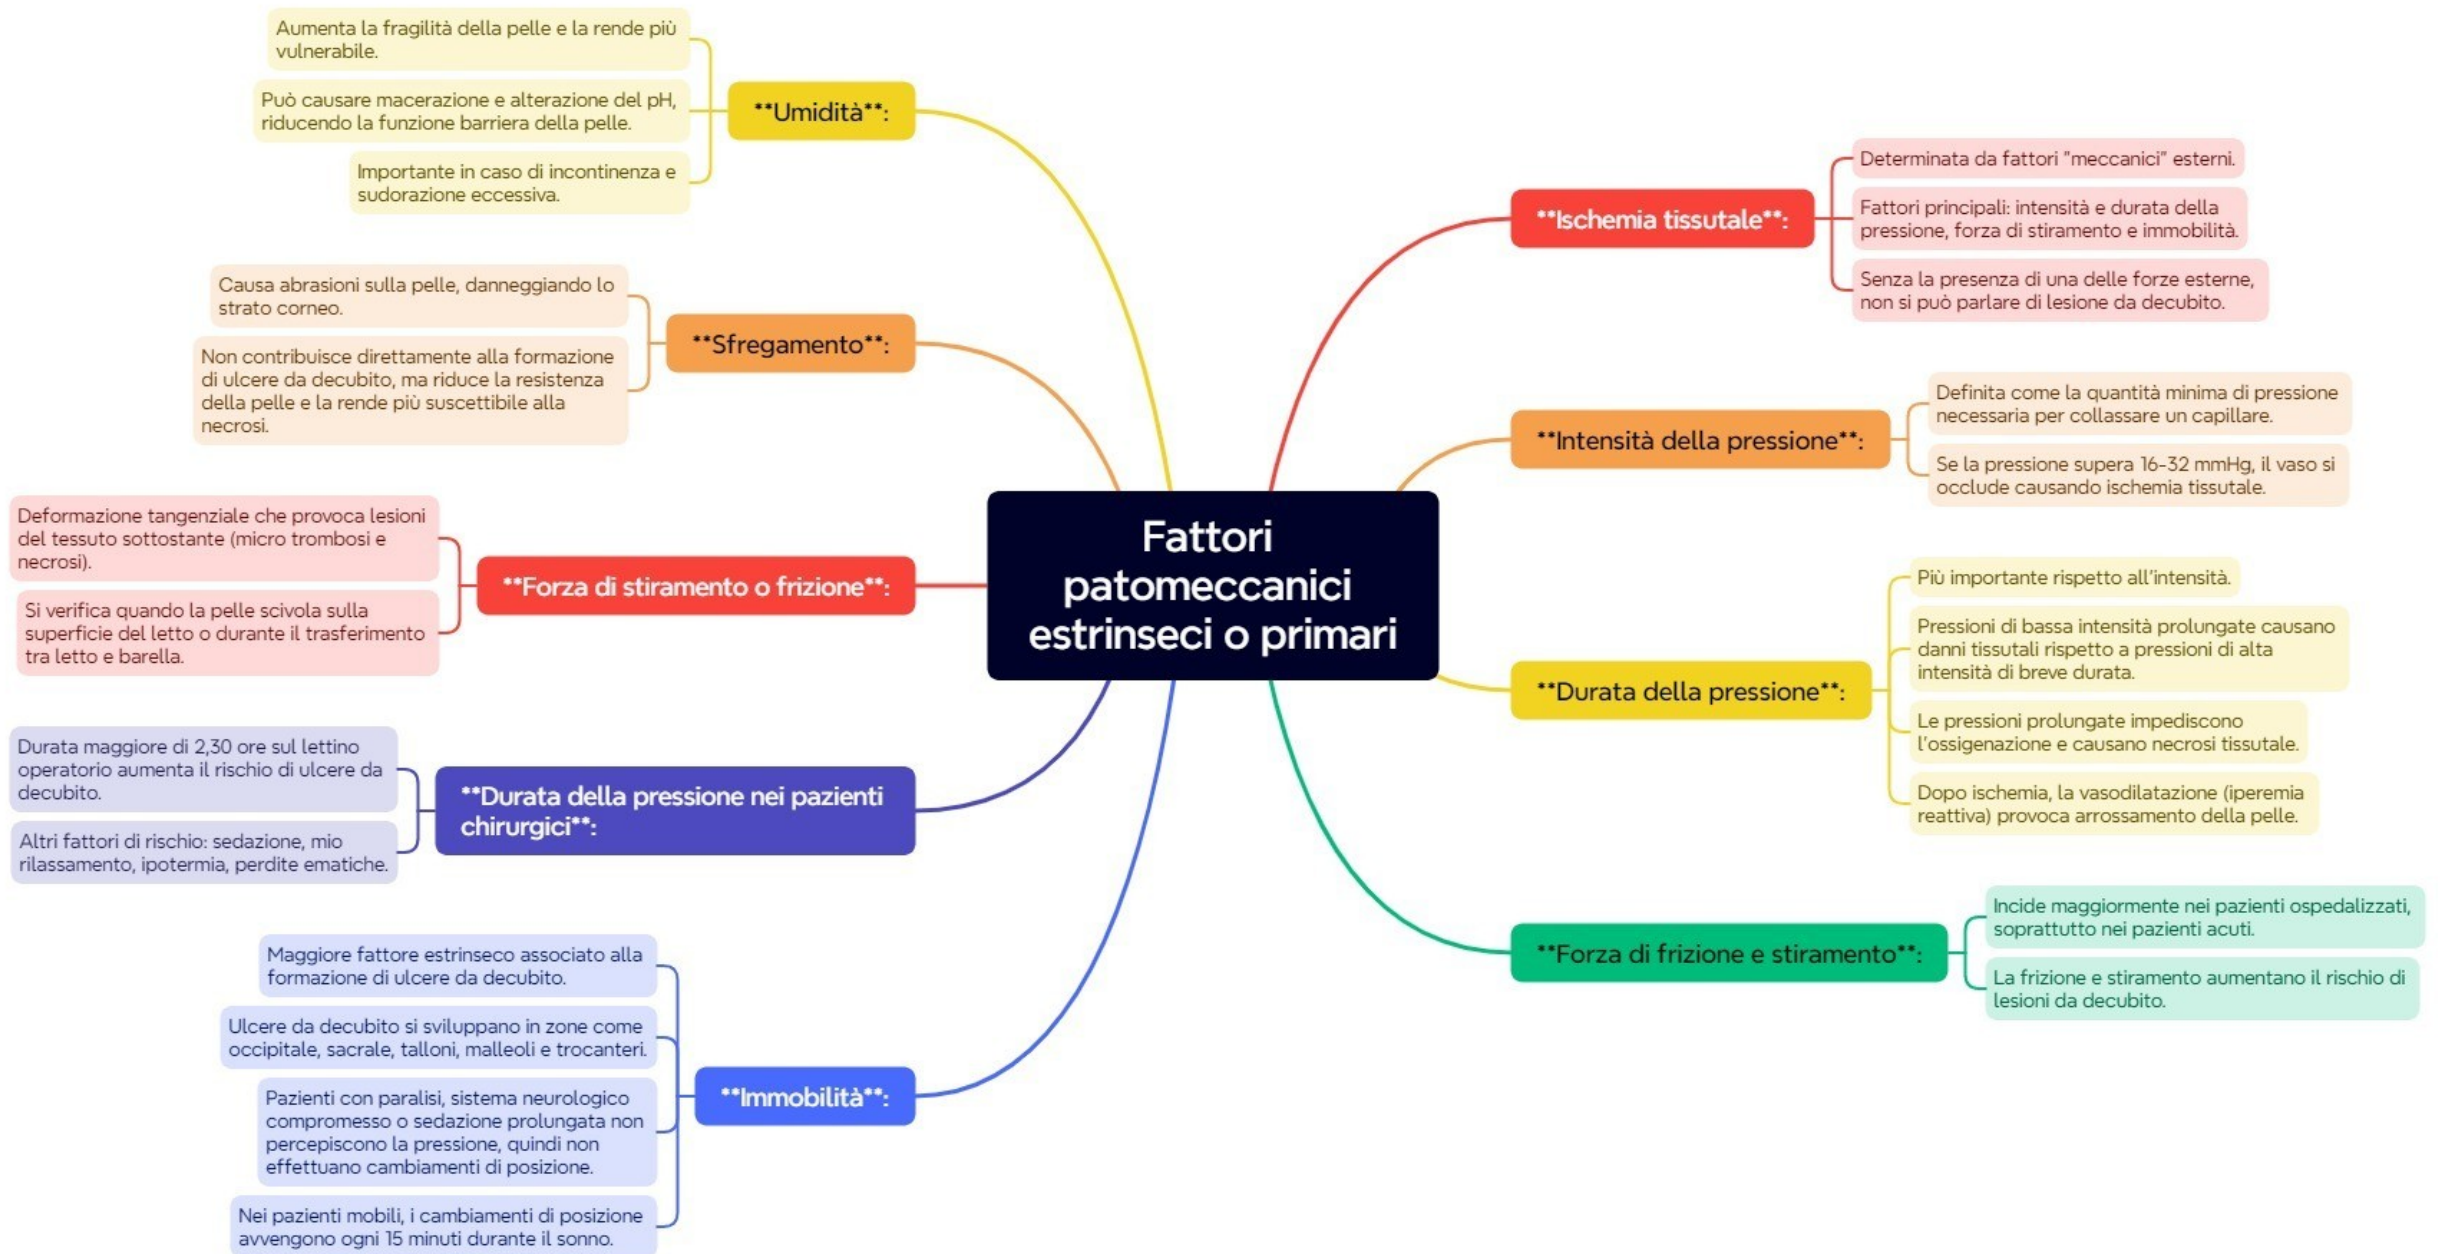 Fattori
patomeccanici
estrinseci o primari
**Ischemia tissutale**:
Determinata da fattori "meccanici" esterni.
Fattori principali: intensità e durata della
pressione, forza di stiramento e immobilità.
Senza la presenza di una delle forze esterne,
non si può parlare di lesione da decubito.
**Intensità della pressione**:
Definita come la quantità minima di pressione
necessaria per collassare un capillare.
Se la pressione supera 16-32 mmHg, il vaso si
occlude causando ischemia tissutale.
**Durata della pressione**:
Più importante rispetto all'intensità.
Pressioni di bassa intensità prolungate causano
danni tissutali rispetto a pressioni di alta
intensità di breve durata.
Le pressioni prolungate impediscono
l'ossigenazione e causano necrosi tissutale.
Dopo ischemia, la vasodilatazione (iperemia
reattiva) provoca arrossamento della pelle.
**Forza di frizione e stiramento**:
Incide maggiormente nei pazienti ospedalizzati,
soprattutto nei pazienti acuti.
La frizione e stiramento aumentano il rischio di
lesioni da decubito.
**Umidità**:
Aumenta la fragilità della pelle e la rende più
vulnerabile.
Può causare macerazione e alterazione del pH,
riducendo la funzione barriera della pelle.
Importante in caso di incontinenza e
sudorazione eccessiva.
**Sfregamento**:
Causa abrasioni sulla pelle, danneggiando lo
strato corneo.
Non contribuisce direttamente alla formazione
di ulcere da decubito, ma riduce la resistenza
della pelle e la rende più suscettibile alla
necrosi.
**Forza di stiramento o frizione**:
Deformazione tangenziale che provoca lesioni
del tessuto sottostante (micro trombosi e
necrosi).
Si verifica quando la pelle scivola sulla
superficie del letto o durante il trasferimento
tra letto e barella.
**Durata della pressione nei pazienti
chirurgici**:
Durata maggiore di 2,30 ore sul lettino
operatorio aumenta il rischio di ulcere da
decubito.
Altri fattori di rischio: sedazione, mio
rilassamento, ipotermia, perdite ematiche.
**Immobilità**:
Maggiore fattore estrinseco associato alla
formazione di ulcere da decubito.
Ulcere da decubito si sviluppano in zone come
occipitale, sacrale, talloni, malleoli e trocanteri.
Pazienti con paralisi, sistema neurologico
compromesso o sedazione prolungata non
percepiscono la pressione, quindi non
effettuano cambiamenti di posizione.
Nei pazienti mobili, i cambiamenti di posizione
avvengono ogni 15 minuti durante il sonno.